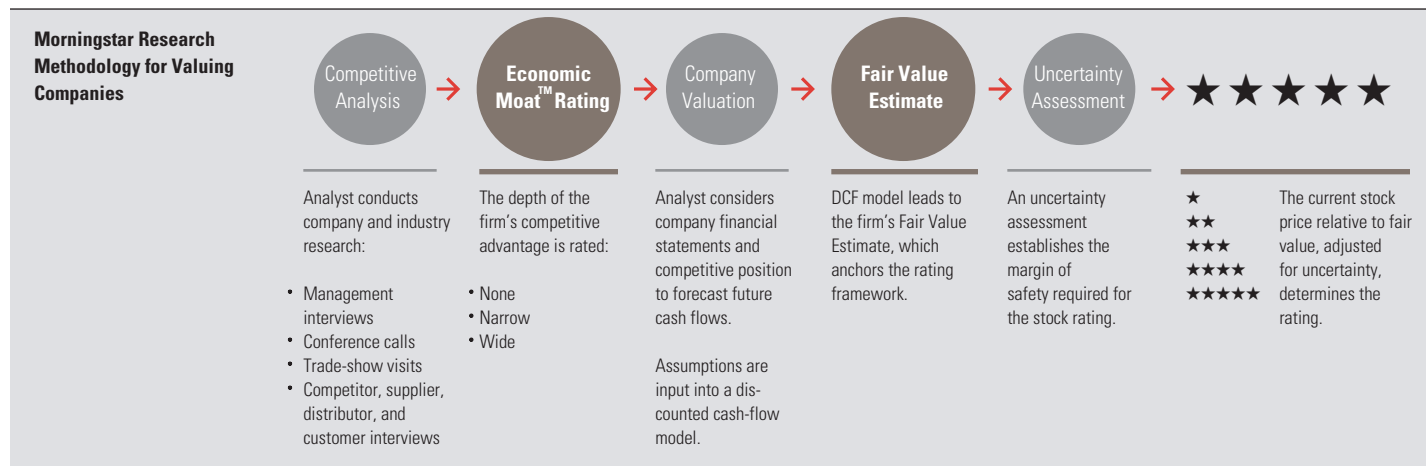 Morningstar Research
Methodology for Valuing
Companies
Competitive
Analysis
Economic
Moat™ Rating
Company
Valuation
Fair Value
Estimate
Uncertainty
Assessment
★ ★ ★ ★ ★
Analyst conducts
company and industry
research:
• Management
interviews
• Conference calls
• Trade-show visits
• Competitor, supplier,
distributor, and
customer interviews
The depth of the
firm's competitive
advantage is rated:
• None
• Narrow
• Wide
Analyst considers
company financial
statements and
competitive position
to forecast future
cash flows.
Assumptions are
input into a dis-
counted cash-flow
model.
DCF model leads to
the firm's Fair Value
Estimate, which
anchors the rating
framework.
An uncertainty
assessment
establishes the
margin of
safety required for
the stock rating.
★
★★
★★★
★★★★
★★★★★
The current stock
price relative to fair
value, adjusted
for uncertainty,
determines the
rating.